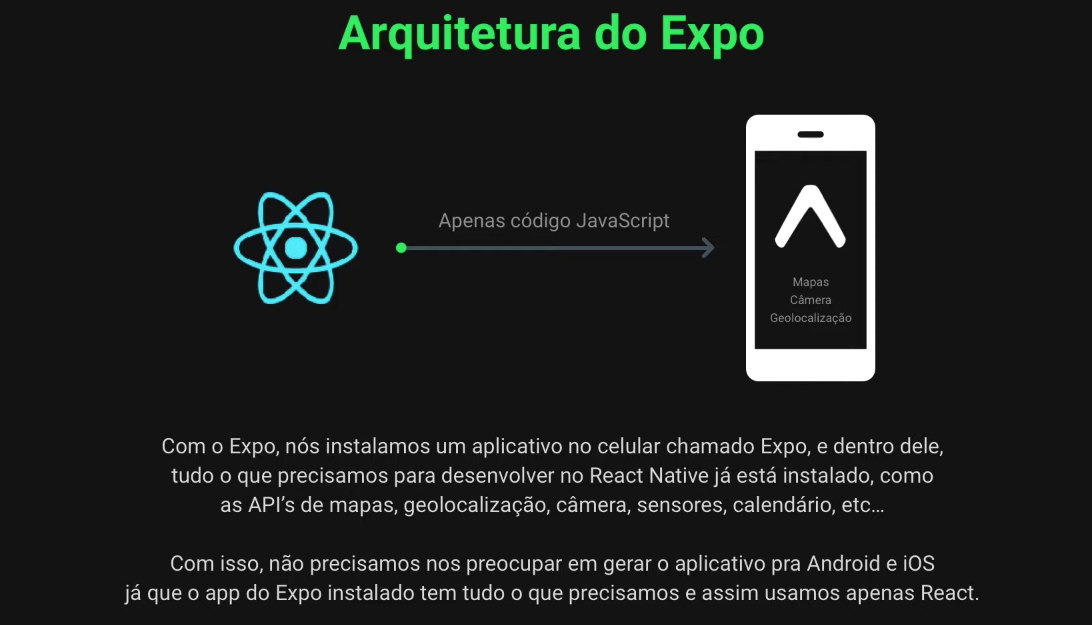 Arquitetura do Expo
Apenas código JavaScript
Mapas
Câmera
Geolocalização
Com o Expo, nós instalamos um aplicativo no celular chamado Expo, e dentro dele,
tudo o que precisamos para desenvolver no React Native já está instalado, como
as API’s de mapas, geolocalização, câmera, sensores, calendário, etc...
Com isso, não precisamos nos preocupar em gerar o aplicativo pra Android e iOS
já que o app do Expo instalado tem tudo o que precisamos e assim usamos apenas React.